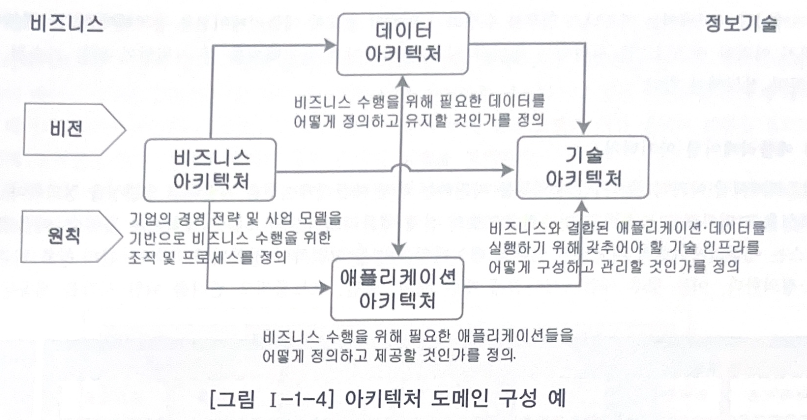 비즈니스
정보기술
데이터
아키텍처
비즈니스 수행을 위해 필요한 데이터를
어떻게 정의하고 유지할 것인가를 정의
비전
비즈니스
아키텍처
기술
아키텍처
원칙
기업의 경영 전략 및 사업 모델을
기반으로 비즈니스 수행을 위한
조직 및 프로세스를 정의
비즈니스와 결합된 애플리케이션·데이터를
실행하기 위해 갖추어야 할 기술 인프라를
어떻게 구성하고 관리할 것인가를 정의
애플리케이션
아키텍처
비즈니스 수행을 위해 필요한 애플리케이션들을
어떻게 정의하고 제공할 것인가를 정의.
[그림 Ⅰ-1-4] 아키텍처 도메인 구성 예